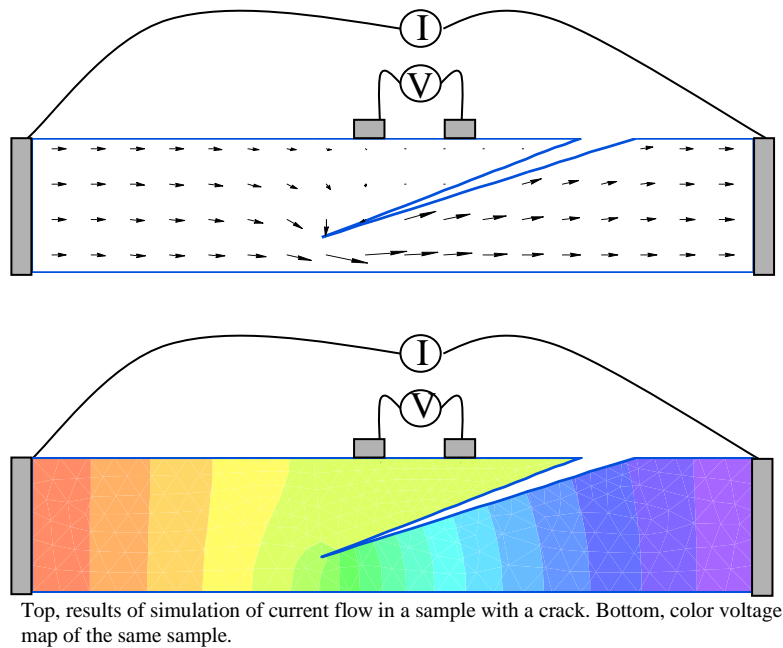 I
V
I
V
Top, results of simulation of current flow in a sample with a crack. Bottom, color voltage
map of the same sample.